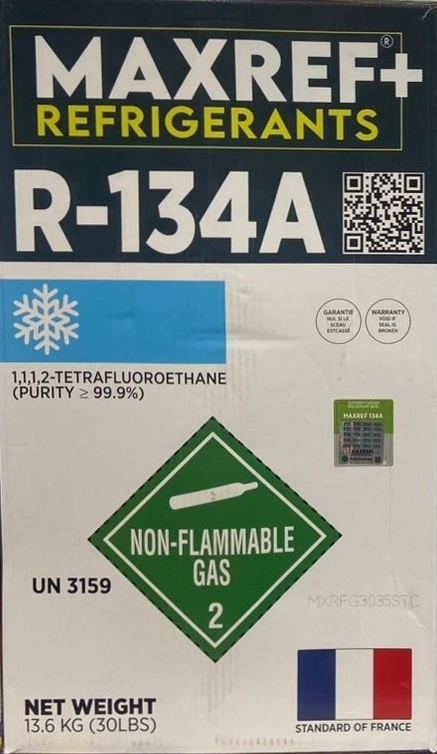 MAXREF+®
REFRIGERANTS
R-134A
GARANTIE
NUL SI LE
SCEAU
EST CASSÉ
WARRANTY
VOID IF
SEAL IS
BROKEN
1,1,1,2-TETRAFLUOROETHANE
(PURITY ≥ 99.9%)
MAXREF 134A
MAXREF+
NON-FLAMMABLE
GAS
2
UN 3159
MXRFG3035STC
NET WEIGHT
13.6 KG (30LBS)
STANDARD OF FRANCE